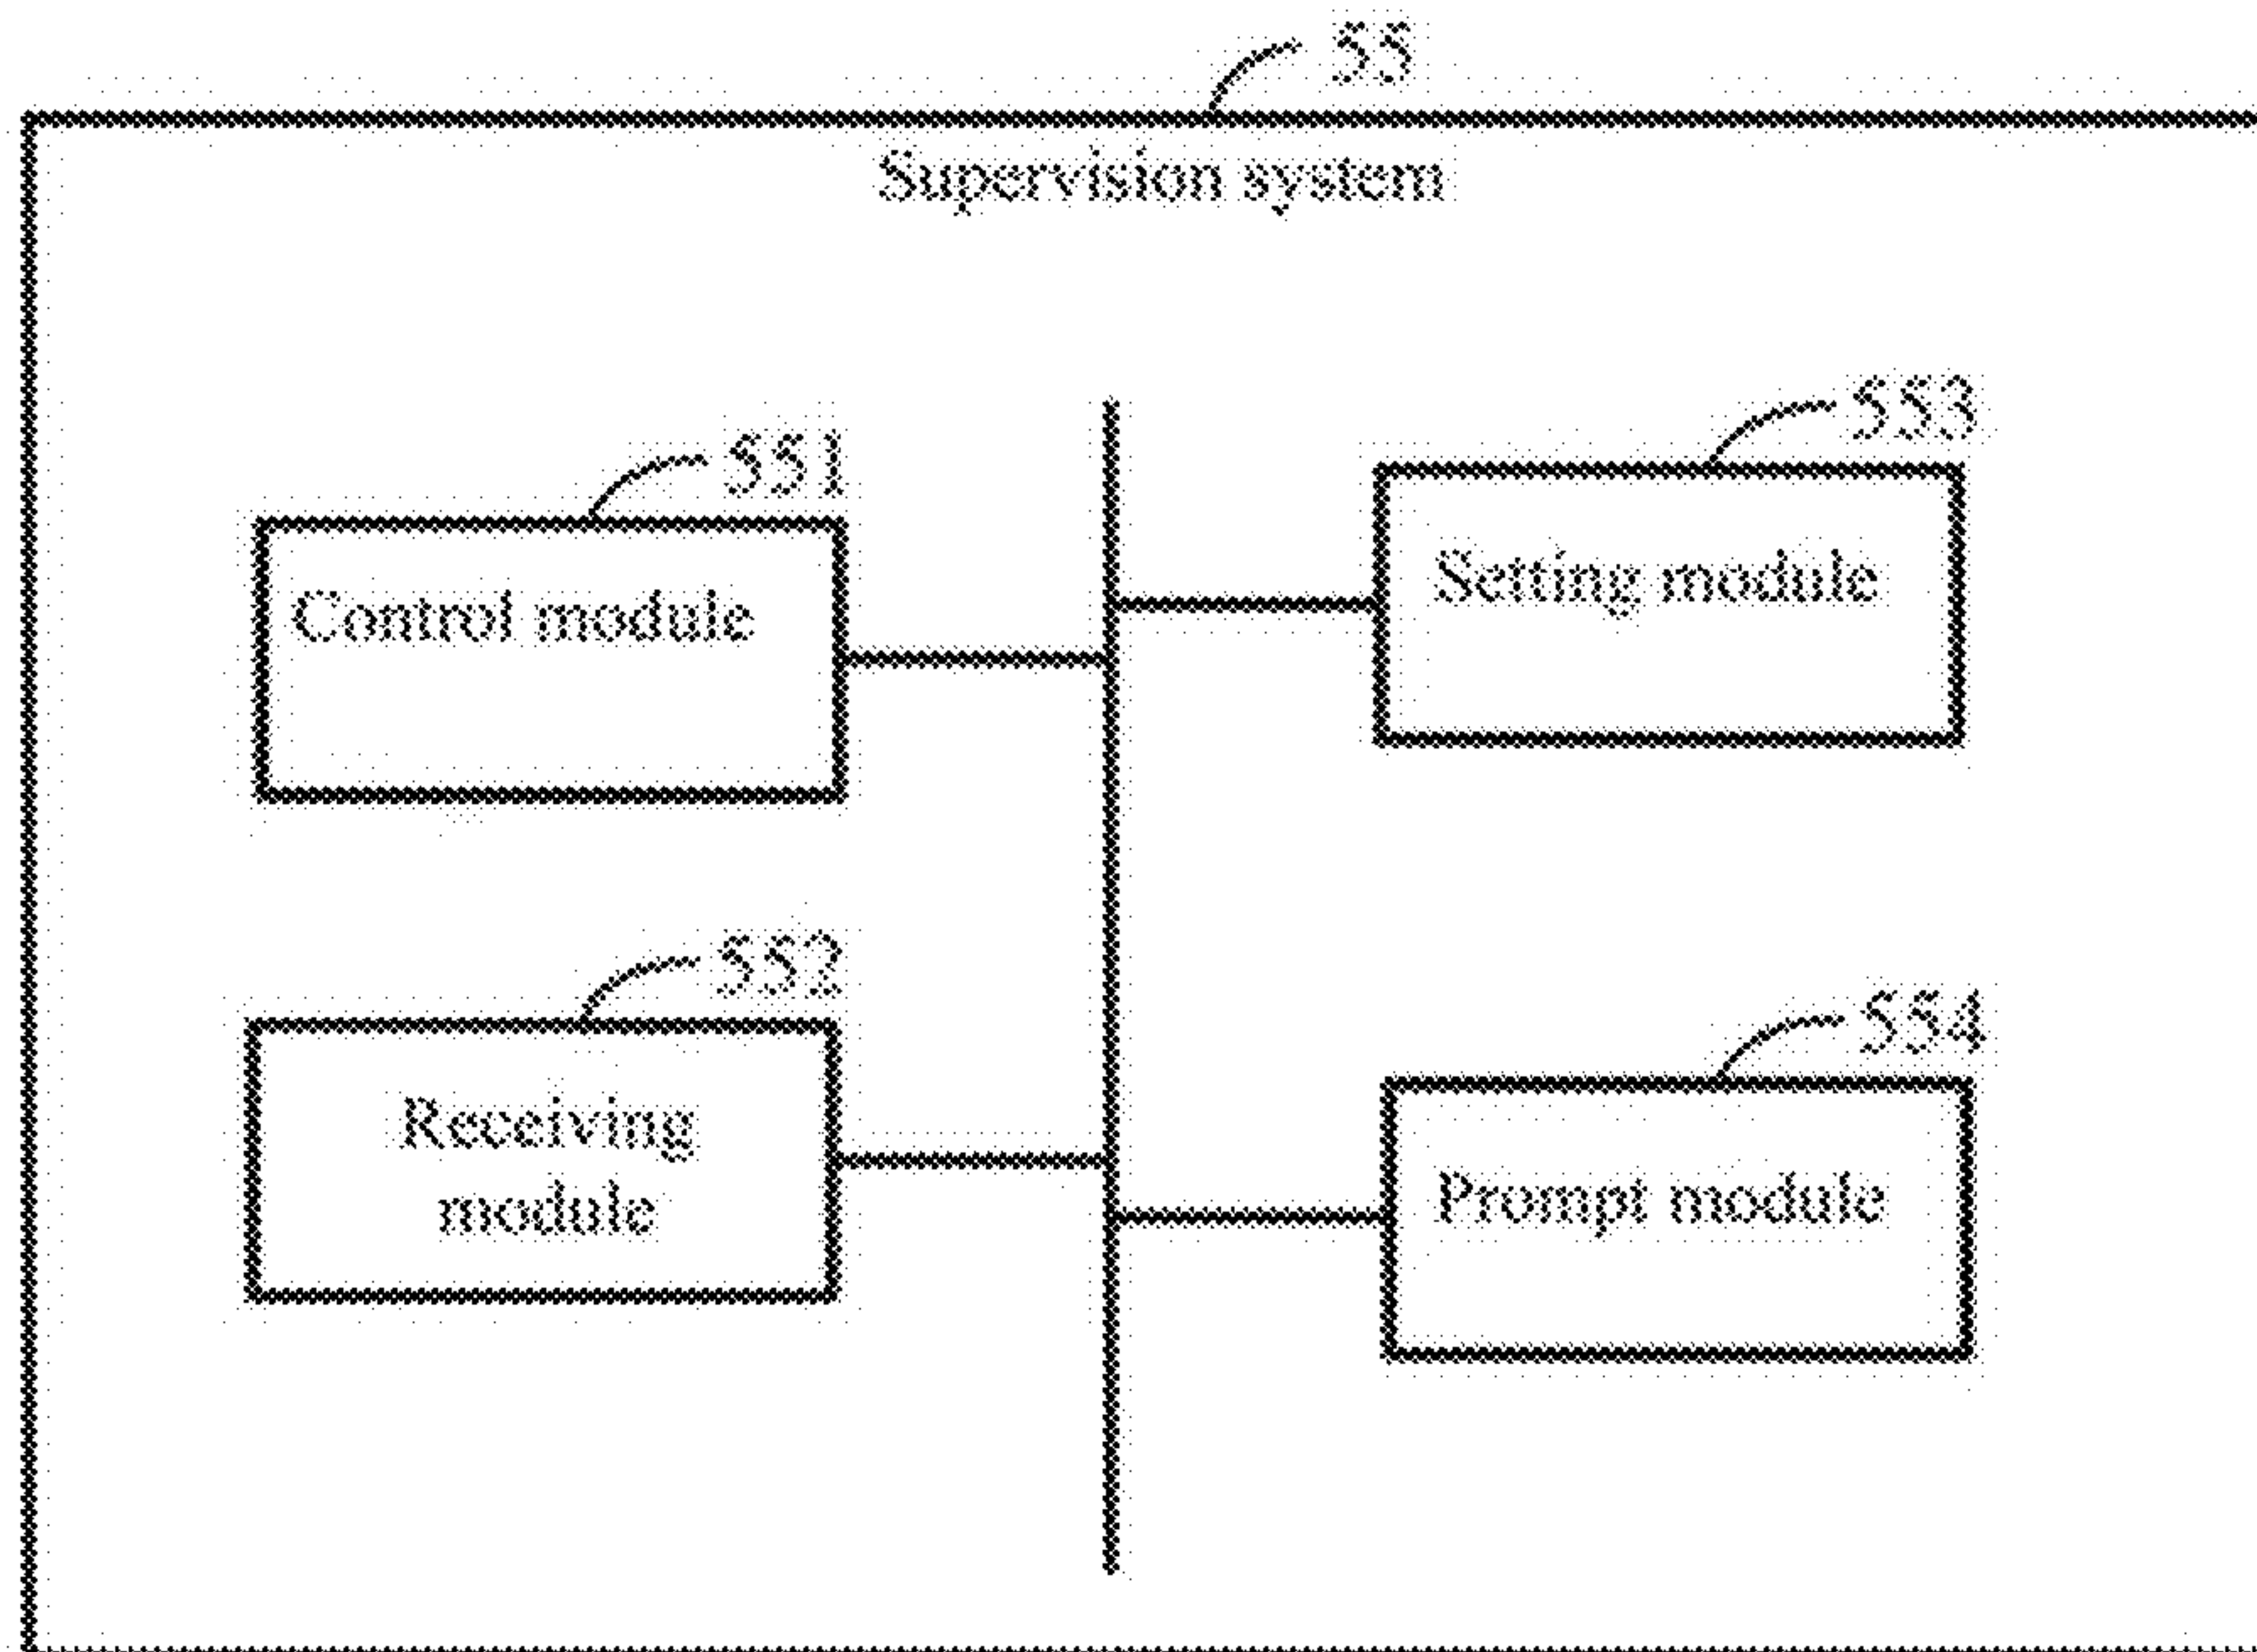 55
Supervision system
551
Control module
553
Setting module
552
Receiving
module
554
Prompt module